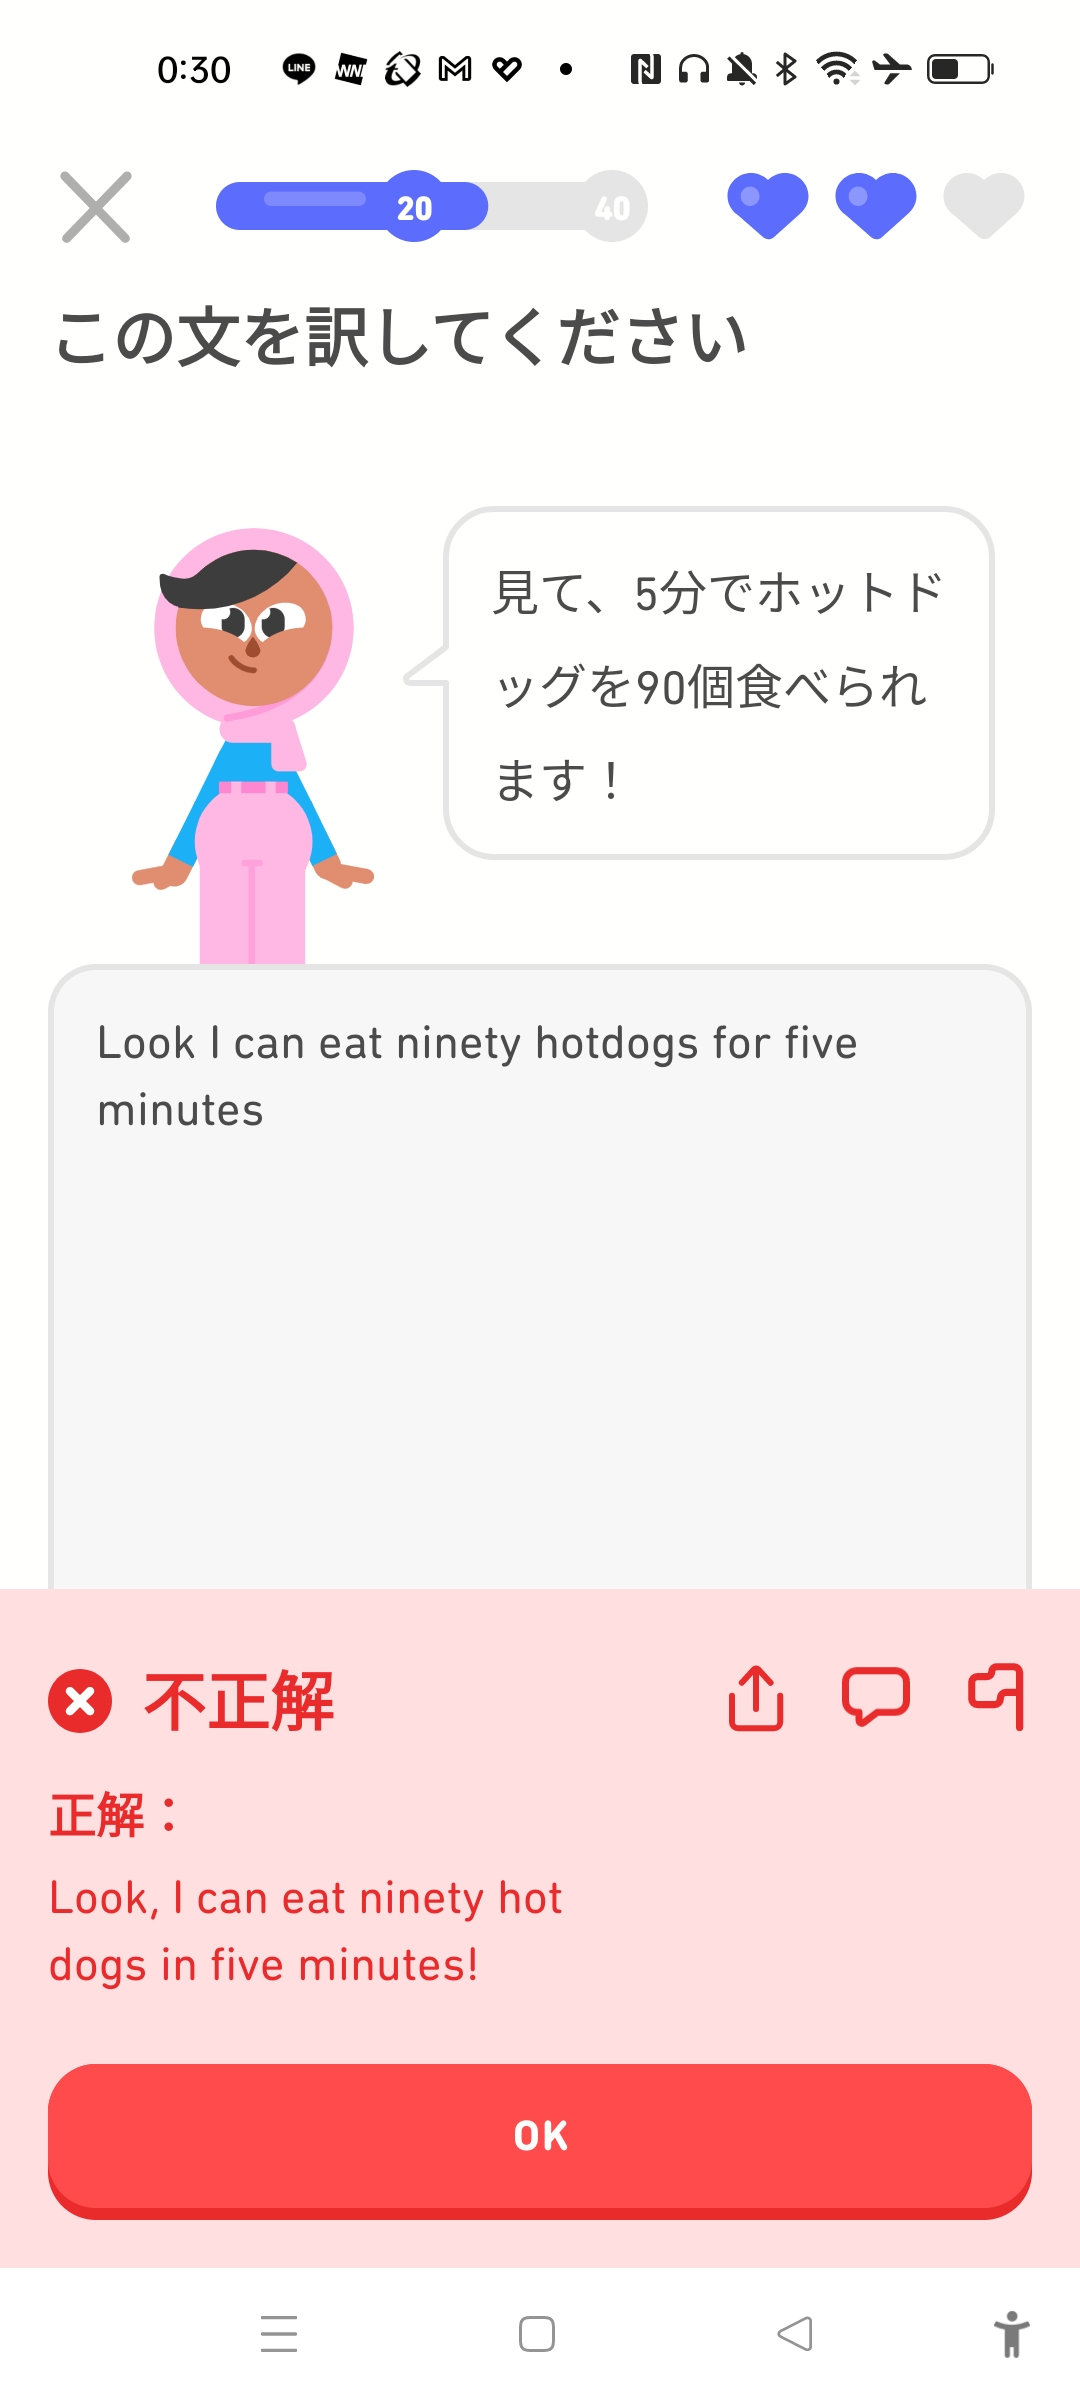 0:30
LINE
WNI
20
40
この文を訳してください
見て、5分でホットド
ッグを90個食べられ
ます！
Look I can eat ninety hotdogs for five
minutes
不正解
正解：
Look, I can eat ninety hot
dogs in five minutes!
OK